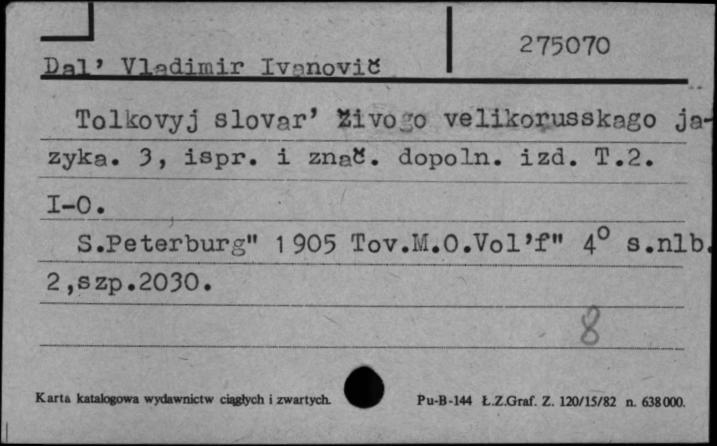 275070
Dal’ Vladimir Ivanovič
Tolkovyj slovar’ živogo velikorusskago ja-
zyka. 3, ispr. i znač. dopoln. izd. T.2.
I-O.
S.Peterburg" 1905 Tov.M.O.Vol’f" 4° s.nlb.
2,szp.2030.
8
Karta katalogowa wydawnictw ciągłych i zwartych.
Pu-B-144 Ł.Z.Graf. Z. 120/15/82 n. 638000.